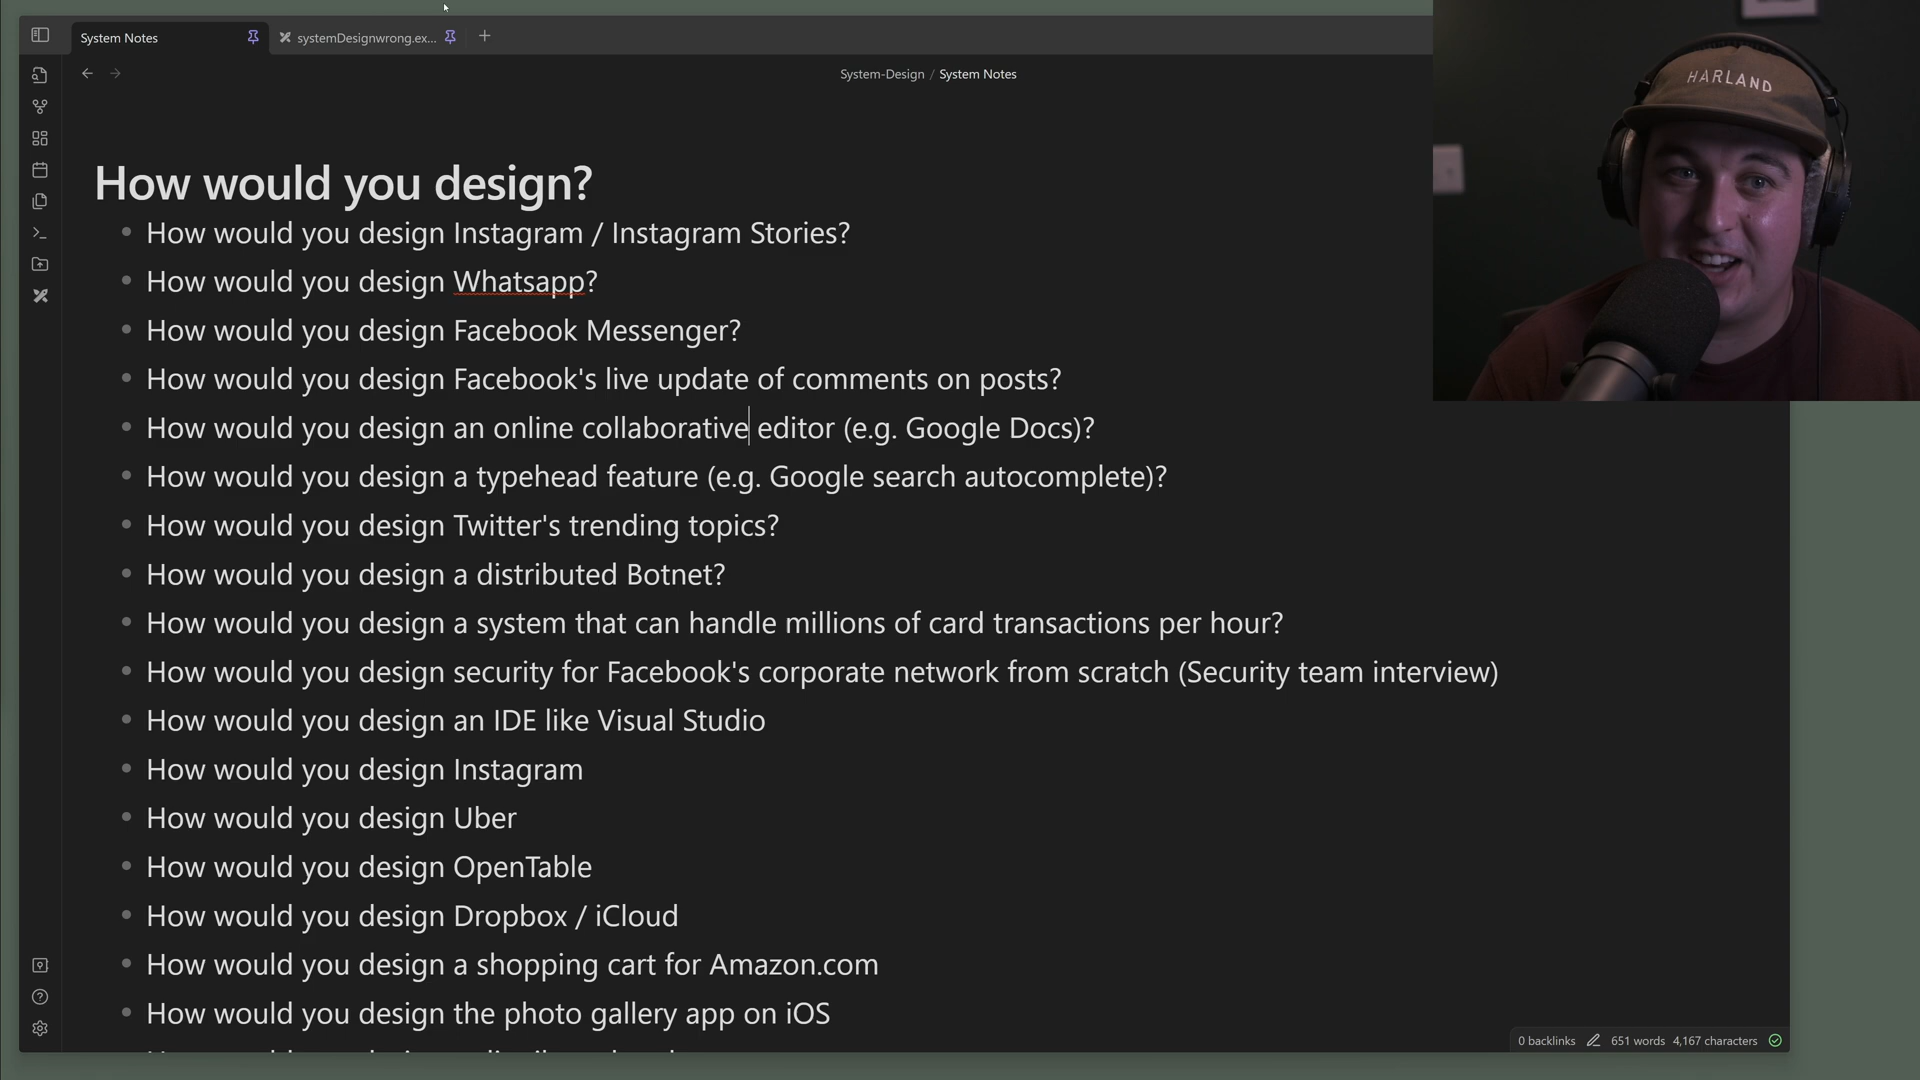 System Notes
systemDesignwrong.ex...
System-Design / System Notes
HARLAND
How would you design?
How would you design Instagram / Instagram Stories?
How would you design Whatsapp?
How would you design Facebook Messenger?
How would you design Facebook's live update of comments on posts?
How would you design an online collaborative editor (e.g. Google Docs)?
How would you design a typehead feature (e.g. Google search autocomplete)?
How would you design Twitter's trending topics?
How would you design a distributed Botnet?
How would you design a system that can handle millions of card transactions per hour?
How would you design security for Facebook's corporate network from scratch (Security team interview)
How would you design an IDE like Visual Studio
How would you design Instagram
How would you design Uber
How would you design OpenTable
How would you design Dropbox / iCloud
How would you design a shopping cart for Amazon.com
How would you design the photo gallery app on iOS
0 backlinks 651 words 4,167 characters